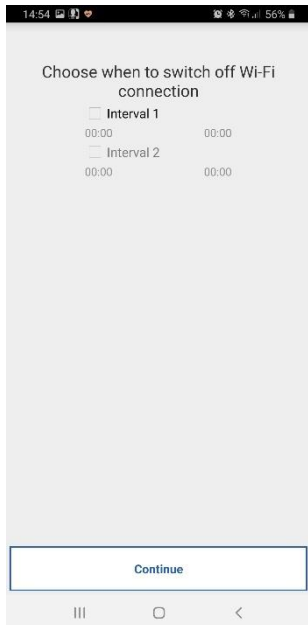 14:54 56%
Choose when to switch off Wi-Fi
connection
Interval 1
00:00 00:00
Interval 2
00:00 00:00
Continue